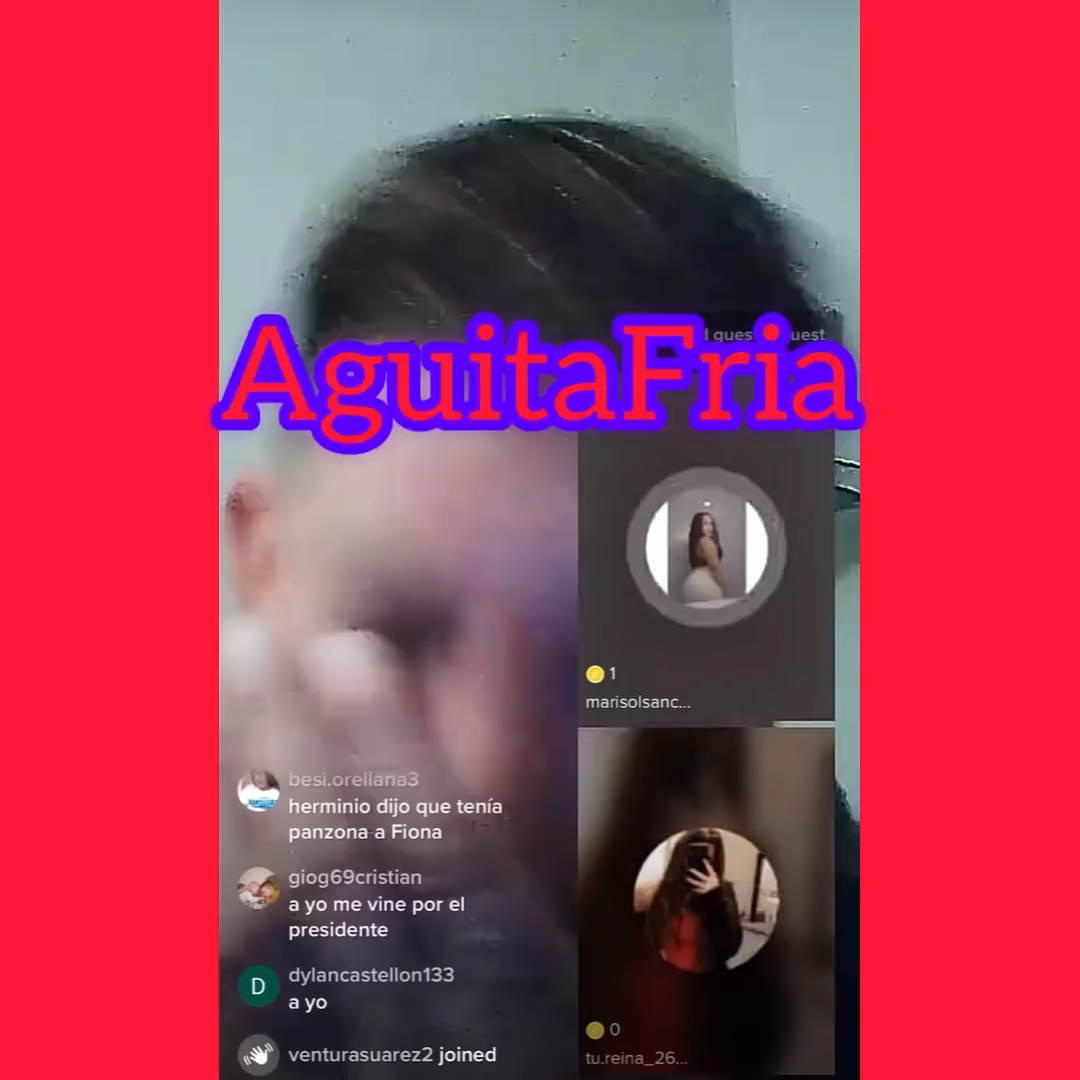 AguitaFria
1
marisolsanc...
besi.orellana3
herminio dijo que tenía
panzona a Fiona
giog69cristian
a yo me vine por el
presidente
D
dylancastellon133
a yo
venturasuarez2 joined
0
tu.reina_26...